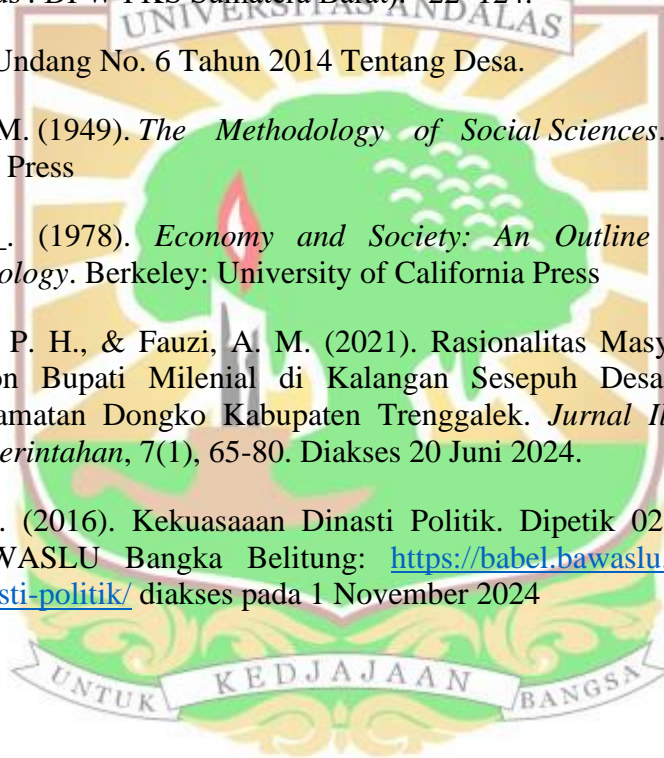 DPW PKS Sumatera Barat).
UNIVERSITAS ANDALAS
Undang No. 6 Tahun 2014 Tentang Desa.
M. (1949). The Methodology of Social Sciences.
Press
_. (1978). Economy and Society: An Outline
ology. Berkeley: University of California Press
P. H., & Fauzi, A. M. (2021). Rasionalitas Masy
on Bupati Milenial di Kalangan Sesepuh Desa
amatan Dongko Kabupaten Trenggalek. Jurnal Il
erintahan, 7(1), 65-80. Diakses 20 Juni 2024.
. (2016). Kekuasaaan Dinasti Politik. Dipetik 02
WASLU Bangka Belitung: https://babel.bawaslu.
sti-politik/ diakses pada 1 November 2024
UNTUK KEDJAJAAN BANGSA